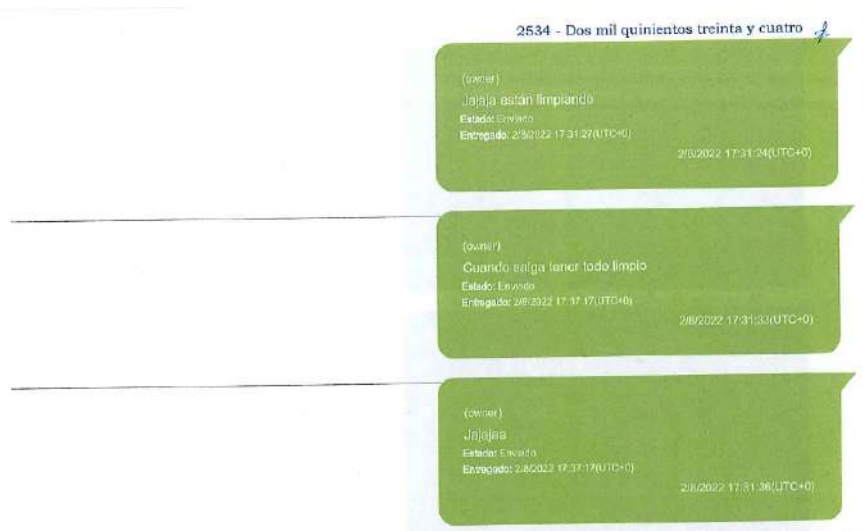 2534 - Dos mil quinientos treinta y cuatro
(owner)
Jajaja están limpiando
Estado: Enviado
Entregado: 2/8/2022 17:31:27(UTC+0)
2/8/2022 17:31:24(UTC+0)
(owner)
Cuando salga tener todo limpio
Estado: Enviado
Entregado: 2/8/2022 17:37:17(UTC+0)
2/8/2022 17:31:33(UTC+0)
(owner)
Jajajaa
Estado: Enviado
Entregado: 2/8/2022 17:37:17(UTC+0)
2/8/2022 17:31:36(UTC+0)